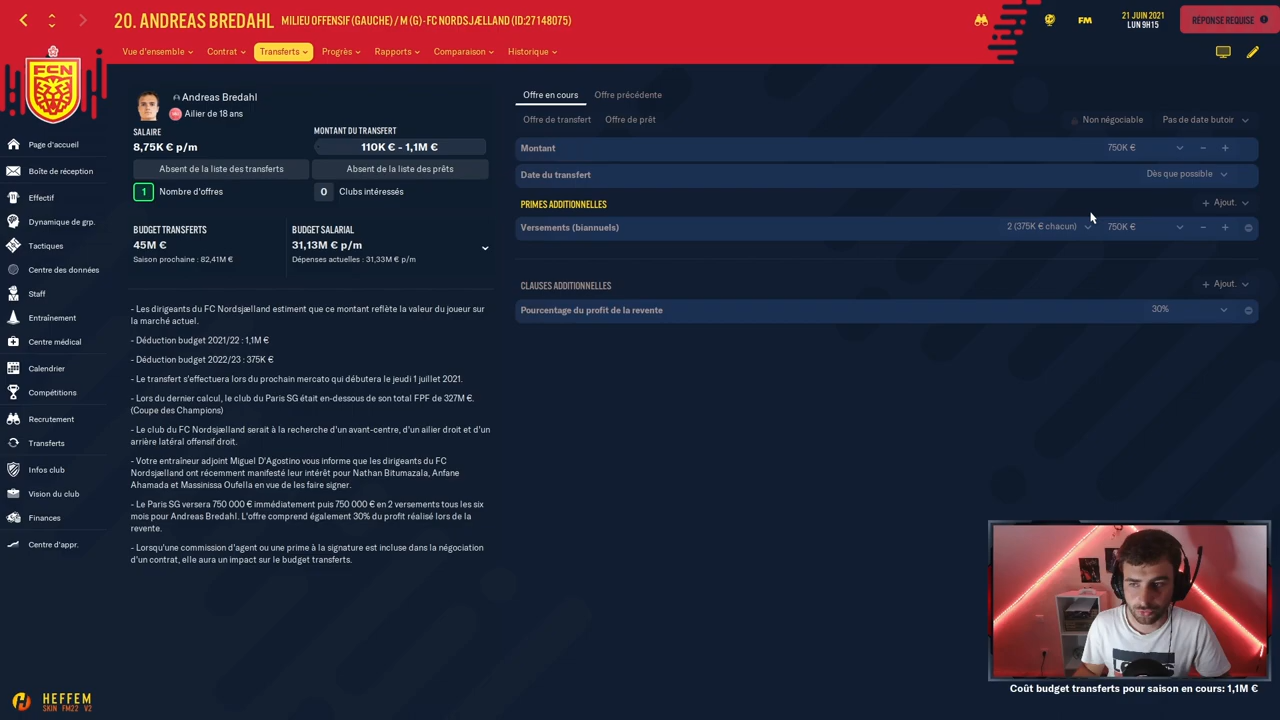 20. ANDREAS BREDAHL MILIEU OFFENSIF (GAUCHE) / M (G) - FC NORDSJÆLLAND (ID:27148075)
FM
21 JUIN 2021
LUN 9H15
RÉPONSE REQUISE
Vue d'ensemble
Contrat
Transferts
Progrès
Rapports
Comparaison
Historique
FCN
Page d'accueil
Boîte de réception
Effectif
Dynamique de grp.
Tactiques
Centre des données
Staff
Entraînement
Centre médical
Calendrier
Compétitions
Recrutement
Transferts
Infos club
Vision du club
Finances
Centre d'appr.
HEFFEM
SKIN FM22 V2
Andreas Bredahl
Ailier de 18 ans
SALAIRE
8,75K € p/m
MONTANT DU TRANSFERT
110K € - 1,1M €
Absent de la liste des transferts
Absent de la liste des prêts
1 Nombre d'offres
0 Clubs intéressés
BUDGET TRANSFERTS
45M €
Saison prochaine : 82,41M €
BUDGET SALARIAL
31,13M € p/m
Dépenses actuelles : 31,33M € p/m
- Les dirigeants du FC Nordsjælland estiment que ce montant reflète la valeur du joueur sur
la marché actuel.
- Déduction budget 2021/22 : 1,1M €
- Déduction budget 2022/23 : 375K €
- Le transfert s'effectuera lors du prochain mercato qui débutera le jeudi 1 juillet 2021.
- Lors du dernier calcul, le club du Paris SG était en-dessous de son total FPF de 327M €.
(Coupe des Champions)
- Le club du FC Nordsjælland serait à la recherche d'un avant-centre, d'un ailier droit et d'un
arrière latéral offensif droit.
- Votre entraîneur adjoint Miguel D'Agostino vous informe que les dirigeants du FC
Nordsjælland ont récemment manifesté leur intérêt pour Nathan Bitumazala, Anfane
Ahamada et Massinissa Oufella en vue de les faire signer.
- Le Paris SG versera 750 000 € immédiatement puis 750 000 € en 2 versements tous les six
mois pour Andreas Bredahl. L'offre comprend également 30% du profit réalisé lors de la
revente.
- Lorsqu'une commission d'agent ou une prime à la signature est incluse dans la négociation
d'un contrat, elle aura un impact sur le budget transferts.
Offre en cours
Offre précédente
Offre de transfert
Offre de prêt
Non négociable
Pas de date butoir
Montant
750K €
Date du transfert
Dès que possible
PRIMES ADDITIONNELLES
+ Ajout.
Versements (biannuels)
2 (375K € chacun)
750K €
CLAUSES ADDITIONNELLES
+ Ajout.
Pourcentage du profit de la revente
30%
Coût budget transferts pour saison en cours: 1,1M €